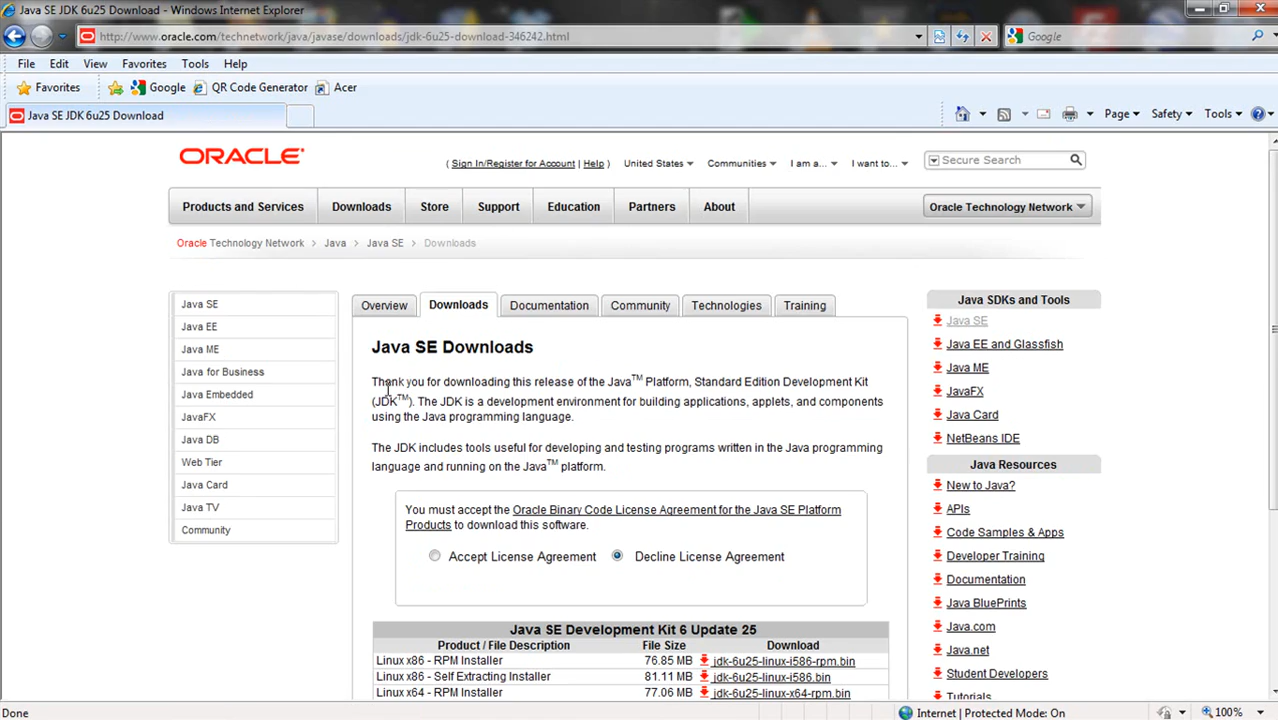 Java SE JDK 6u25 Download - Windows Internet Explorer
http://www.oracle.com/technetwork/java/javase/downloads/jdk-6u25-download-346242.html
Google
File Edit View Favorites Tools Help
Favorites Google QR Code Generator Acer
Java SE JDK 6u25 Download
Page Safety Tools
ORACLE
( Sign In/Register for Account | Help ) United States Communities I am a... I want to... Secure Search
Products and Services Downloads Store Support Education Partners About Oracle Technology Network
Oracle Technology Network > Java > Java SE > Downloads
Java SE
Java EE
Java ME
Java for Business
Java Embedded
JavaFX
Java DB
Web Tier
Java Card
Java TV
Community
Overview Downloads Documentation Community Technologies Training
Java SE Downloads
Thank you for downloading this release of the Java™ Platform, Standard Edition Development Kit
(JDK™). The JDK is a development environment for building applications, applets, and components
using the Java programming language.
The JDK includes tools useful for developing and testing programs written in the Java programming
language and running on the Java™ platform.
You must accept the Oracle Binary Code License Agreement for the Java SE Platform
Products to download this software.
Accept License Agreement Decline License Agreement
Java SE Development Kit 6 Update 25
Product / File Description File Size Download
Linux x86 - RPM Installer 76.85 MB jdk-6u25-linux-i586-rpm.bin
Linux x86 - Self Extracting Installer 81.11 MB jdk-6u25-linux-i586.bin
Linux x64 - RPM Installer 77.06 MB jdk-6u25-linux-x64-rpm.bin
Java SDKs and Tools
Java SE
Java EE and Glassfish
Java ME
JavaFX
Java Card
NetBeans IDE
Java Resources
New to Java?
APIs
Code Samples & Apps
Developer Training
Documentation
Java BluePrints
Java.com
Java.net
Student Developers
Tutorials
Done Internet | Protected Mode: On 100%